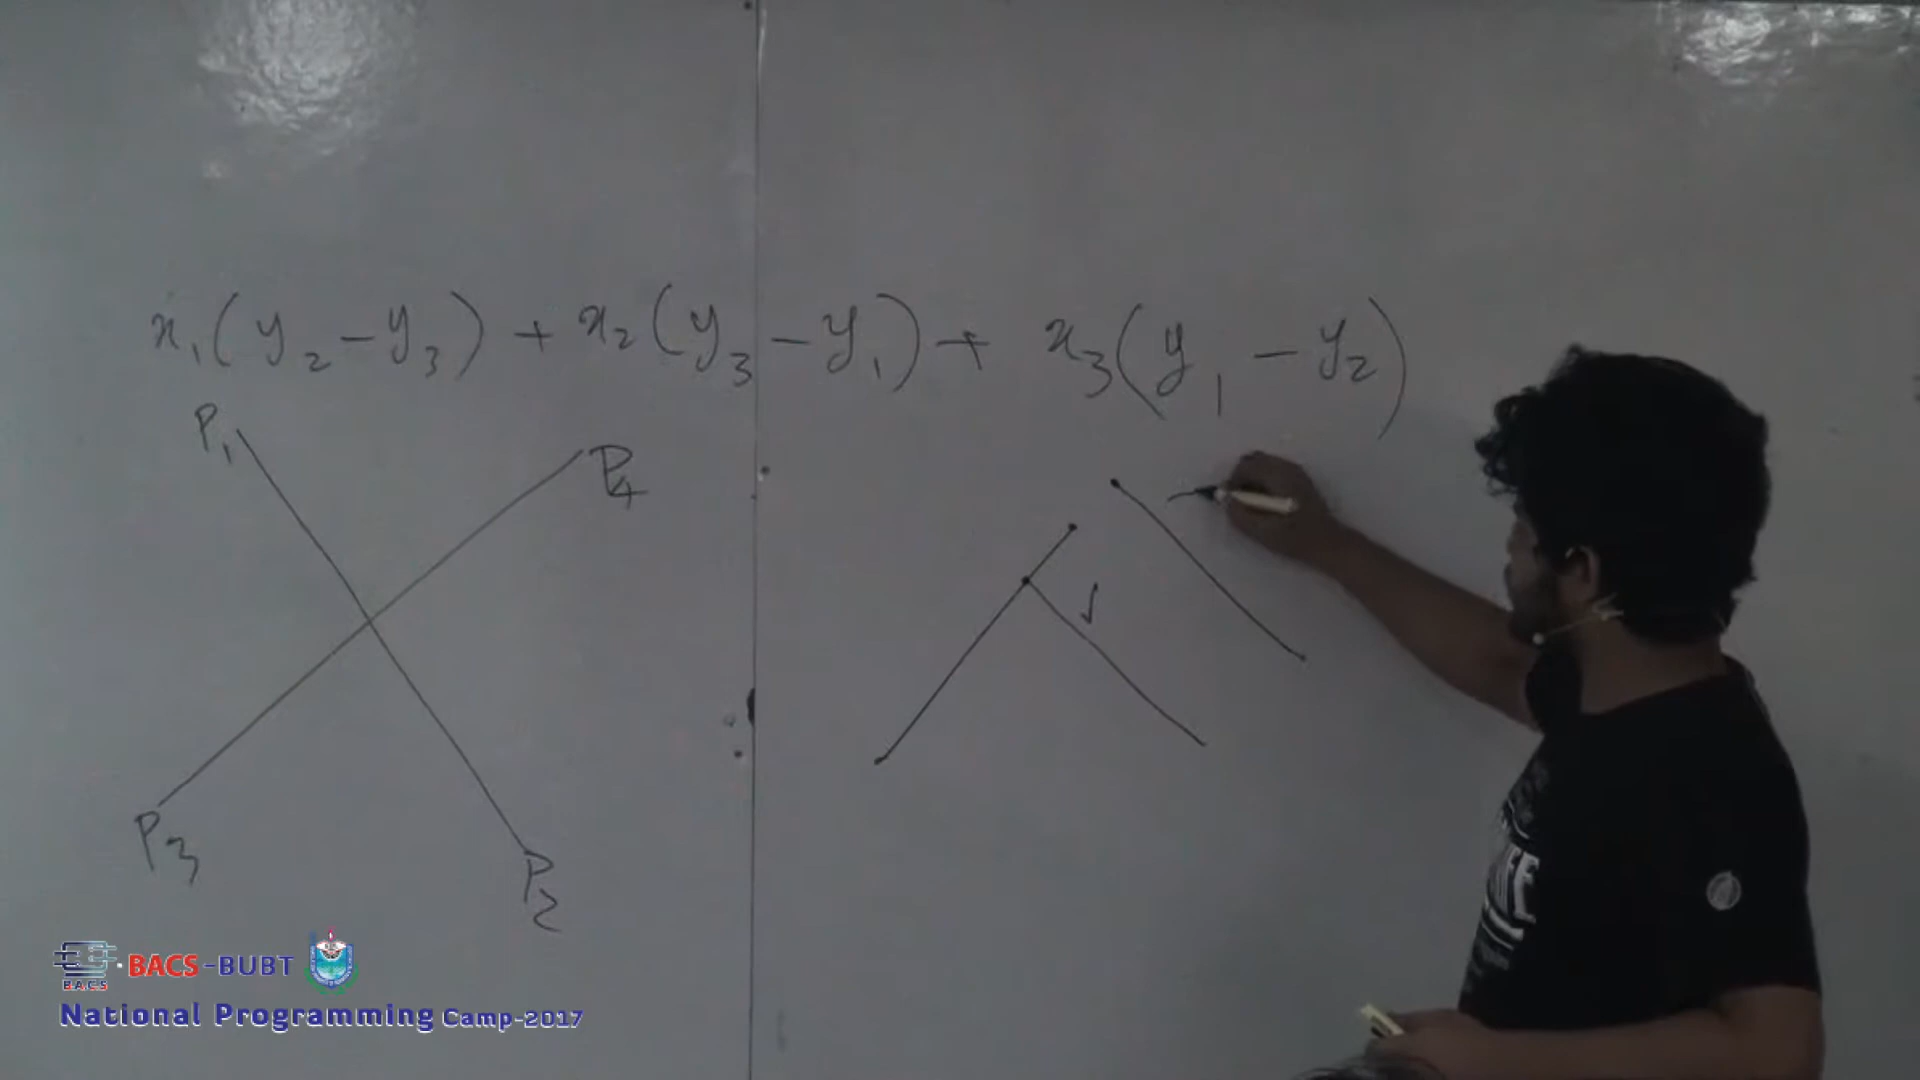 x₁(y₂-y₃) + x₂(y₃-y₁) + x₃(y₁-y₂)
P₁
P₄
P₃
P₂
B.A.C.S
BACS-BUBT
National Programming Camp-2017